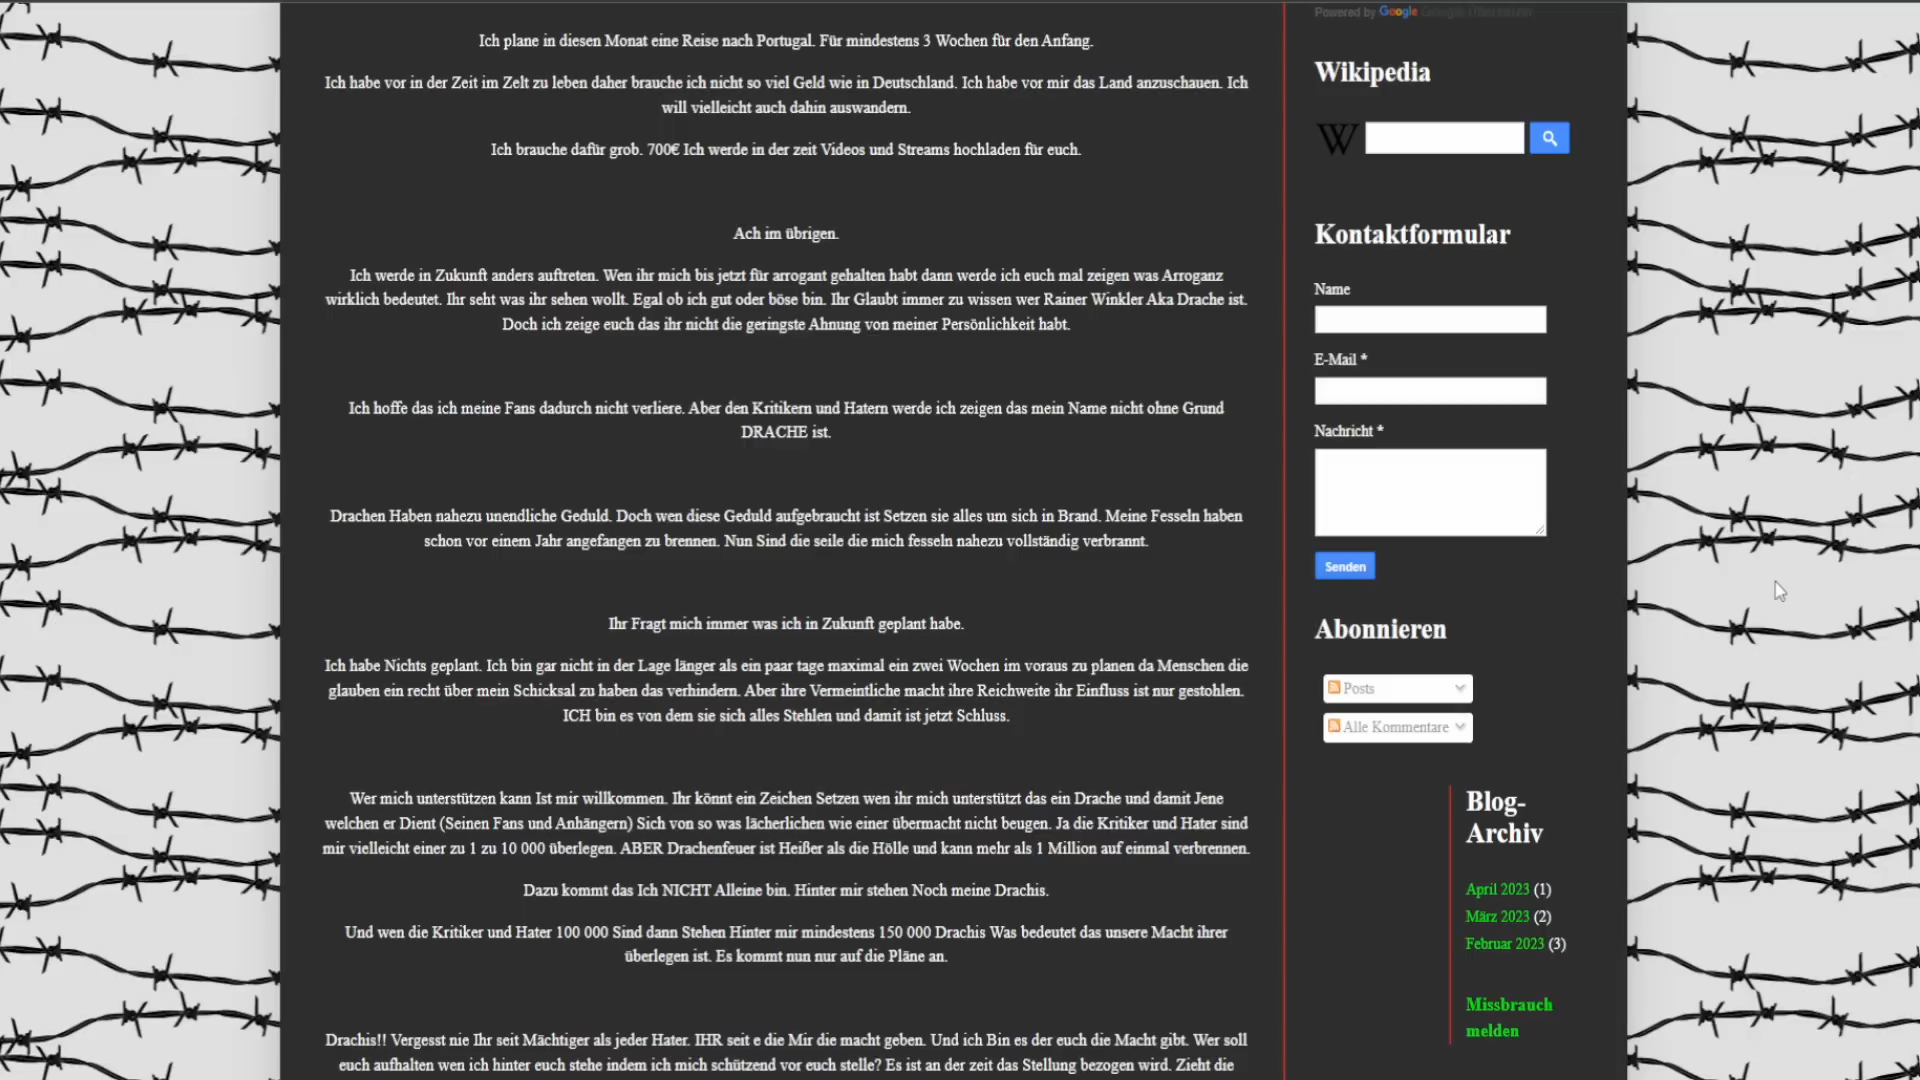 Ich plane in diesen Monat eine Reise nach Portugal. Für mindestens 3 Wochen für den Anfang.
Ich habe vor in der Zeit im Zelt zu leben daher brauche ich nicht so viel Geld wie in Deutschland. Ich habe vor mir das Land anzuschauen. Ich
will vielleicht auch dahin auswandern.
Ich brauche dafür grob. 700€ Ich werde in der zeit Videos und Streams hochladen für euch.
Ach im übrigen.
Ich werde in Zukunft anders auftreten. Wen ihr mich bis jetzt für arrogant gehalten habt dann werde ich euch mal zeigen was Arroganz
wirklich bedeutet. Ihr seht was ihr sehen wollt. Egal ob ich gut oder böse bin. Ihr Glaubt immer zu wissen wer Rainer Winkler Aka Drache ist.
Doch ich zeige euch das ihr nicht die geringste Ahnung von meiner Persönlichkeit habt.
Ich hoffe das ich meine Fans dadurch nicht verliere. Aber den Kritikern und Hatern werde ich zeigen das mein Name nicht ohne Grund
DRACHE ist.
Drachen Haben nahezu unendliche Geduld. Doch wen diese Geduld aufgebraucht ist Setzen sie alles um sich in Brand. Meine Fesseln haben
schon vor einem Jahr angefangen zu brennen. Nun Sind die seile die mich fesseln nahezu vollständig verbrannt.
Ihr Fragt mich immer was ich in Zukunft geplant habe.
Ich habe Nichts geplant. Ich bin gar nicht in der Lage länger als ein paar tage maximal ein zwei Wochen im voraus zu planen da Menschen die
glauben ein recht über mein Schicksal zu haben das verhindern. Aber ihre Vermeintliche macht ihre Reichweite ihr Einfluss ist nur gestohlen.
ICH bin es von dem sie sich alles Stehlen und damit ist jetzt Schluss.
Wer mich unterstützen kann Ist mir willkommen. Ihr könnt ein Zeichen Setzen wen ihr mich unterstützt das ein Drache und damit Jene
welchen er Dient (Seinen Fans und Anhängern) Sich von so was lächerlichen wie einer übermacht nicht beugen. Ja die Kritiker und Hater sind
mir vielleicht einer zu 1 zu 10 000 überlegen. ABER Drachenfeuer ist Heißer als die Hölle und kann mehr als 1 Million auf einmal verbrennen.
Dazu kommt das Ich NICHT Alleine bin. Hinter mir stehen Noch meine Drachis.
Und wen die Kritiker und Hater 100 000 Sind dann Stehen Hinter mir mindestens 150 000 Drachis Was bedeutet das unsere Macht ihrer
überlegen ist. Es kommt nun nur auf die Pläne an.
Drachis!! Vergesst nie Ihr seit Mächtiger als jeder Hater. IHR seit e die Mir die macht geben. Und ich Bin es der euch die Macht gibt. Wer soll
euch aufhalten wen ich hinter euch stehe indem ich mich schützend vor euch stelle? Es ist an der zeit das Stellung bezogen wird. Zieht die
Powered by Google
Wikipedia
W
Kontaktformular
Name
E-Mail *
Nachricht *
Senden
Abonnieren
Posts
Alle Kommentare
Blog-
Archiv
April 2023 (1)
März 2023 (2)
Februar 2023 (3)
Missbrauch
melden